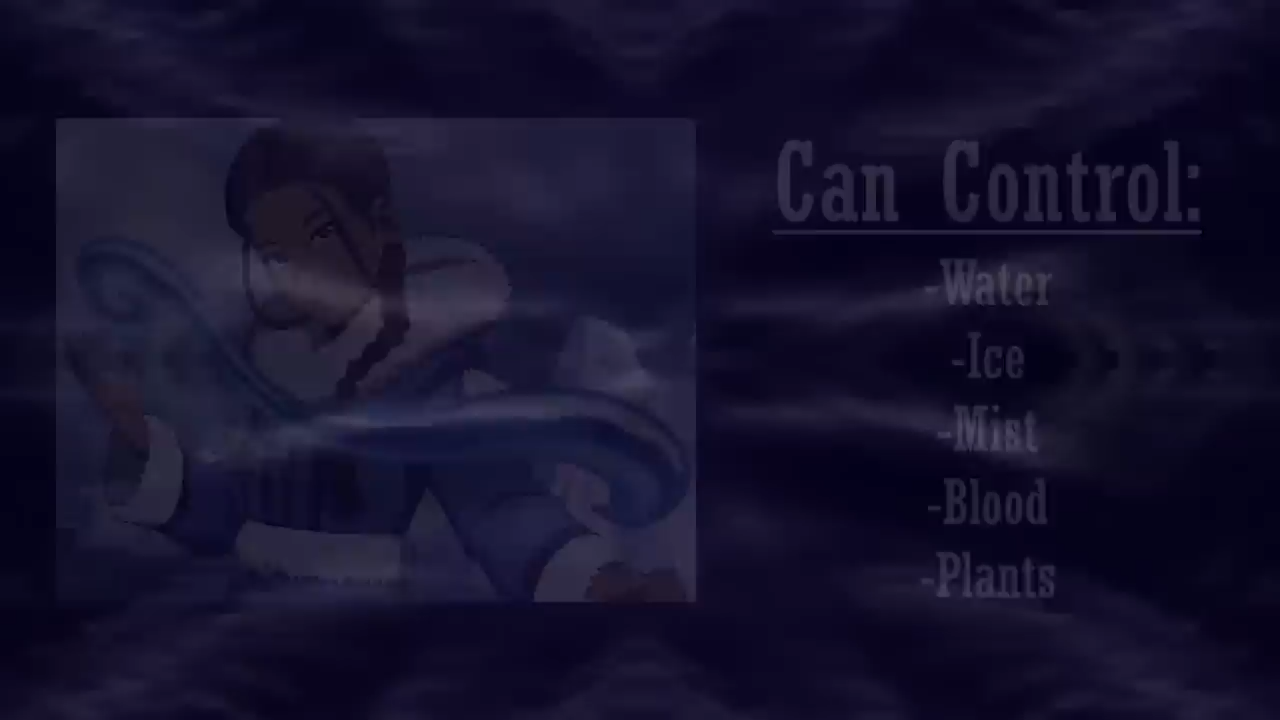 Can Control:
-Water
-Ice
-Mist
-Blood
-Plants